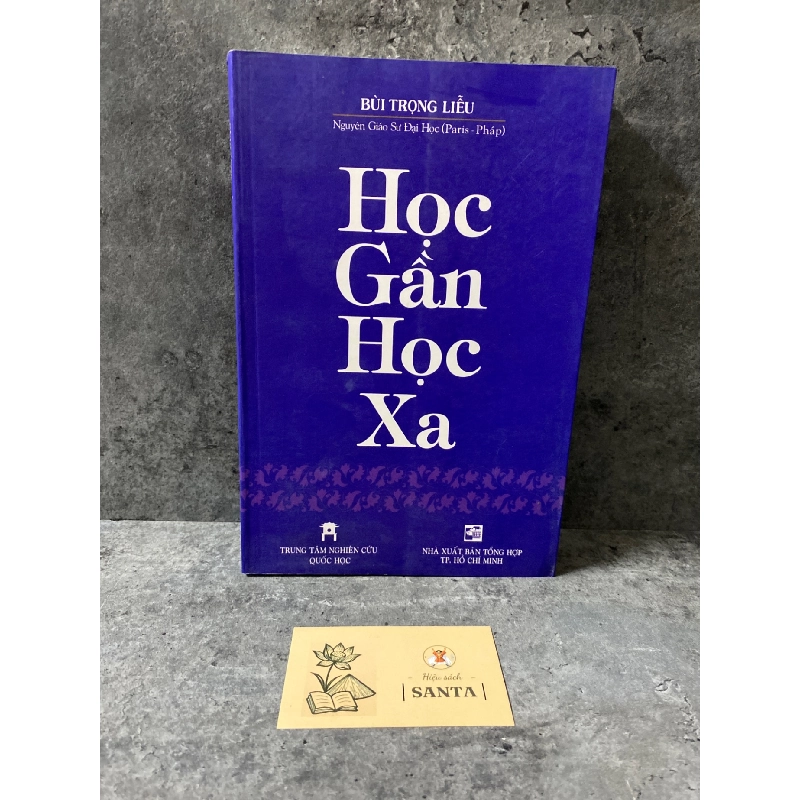 BÙI TRỌNG LIỄU
Nguyên Giáo Sư Đại Học (Paris - Pháp)
Học
Gần
Học
Xa
TRUNG TÂM NGHIÊN CỨU
QUỐC HỌC
NHÀ XUẤT BẢN TỔNG HỢP
TP. HỒ CHÍ MINH
Hiệu sách
SANTA